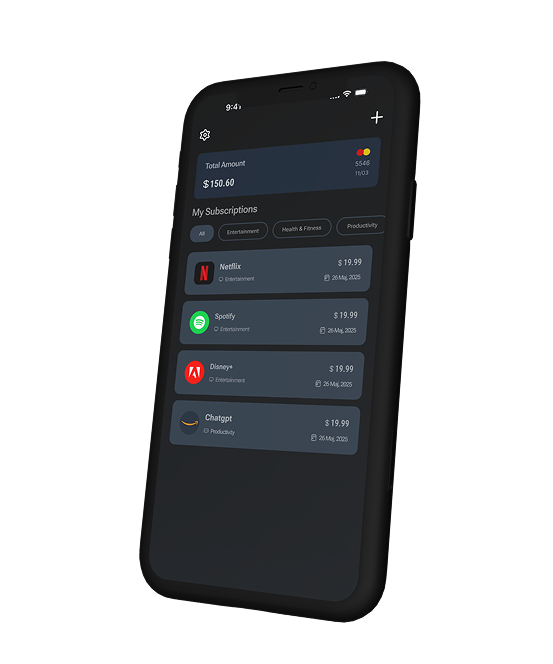 9:41
Total Amount
5546
$ 150.60
11/03
My Subscriptions
All
Entertainment
Health & Fitness
Productivity
Netflix
$ 19.99
Entertainment
26 Maj, 2025
Spotify
$ 19.99
Entertainment
26 Maj, 2025
Disney+
$ 19.99
Entertainment
26 Maj, 2025
Chatgpt
$ 19.99
Productivity
26 Maj, 2025